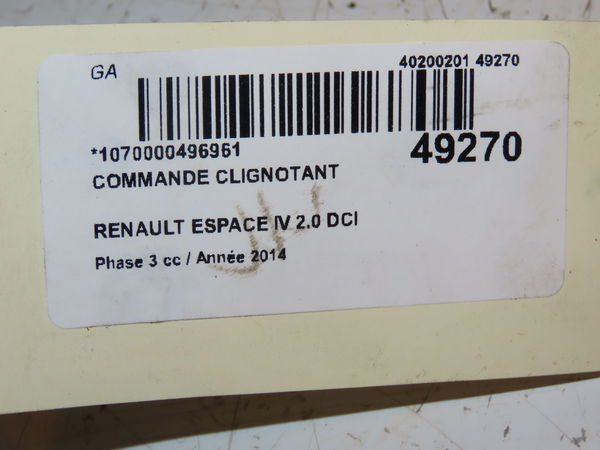 GA 40200201 49270
*1070000496961 49270
COMMANDE CLIGNOTANT
RENAULT ESPACE IV 2.0 DCI
Phase 3 cc / Année 2014